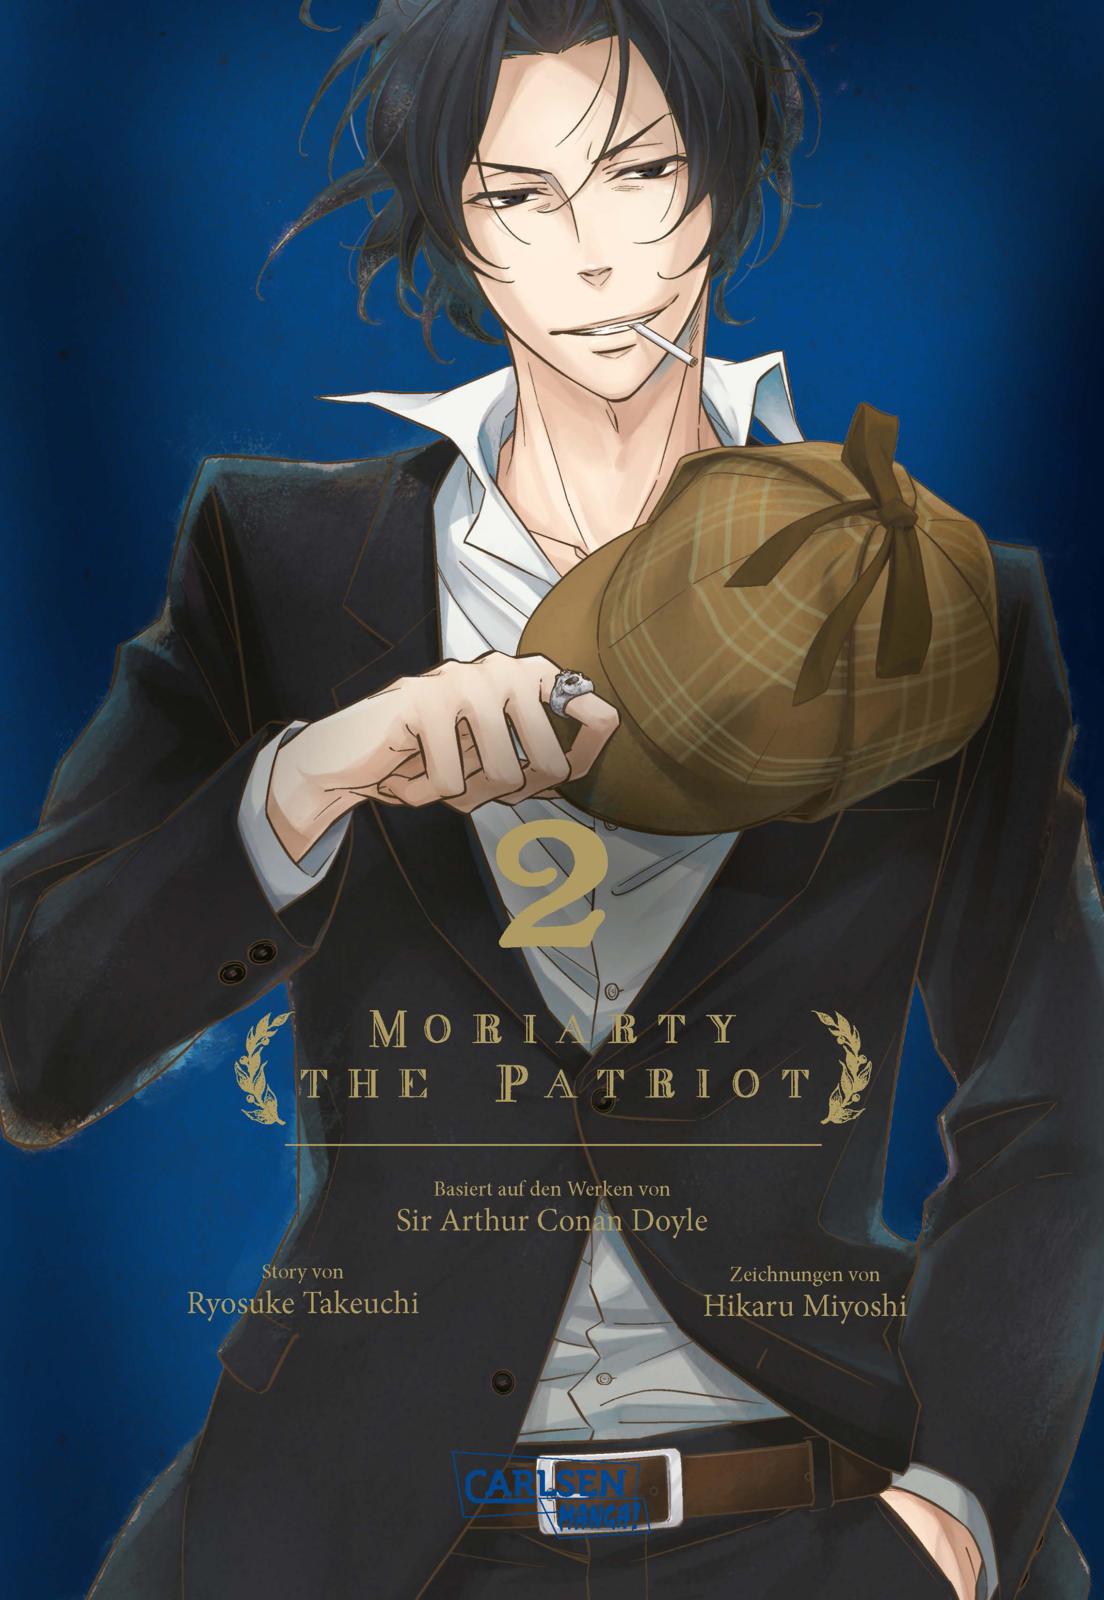 2
MORIARTY
THE PATRIOT
Basiert auf den Werken von
Sir Arthur Conan Doyle
Story von
Ryosuke Takeuchi
Zeichnungen von
Hikaru Miyoshi
CARLSEN
MANGA!